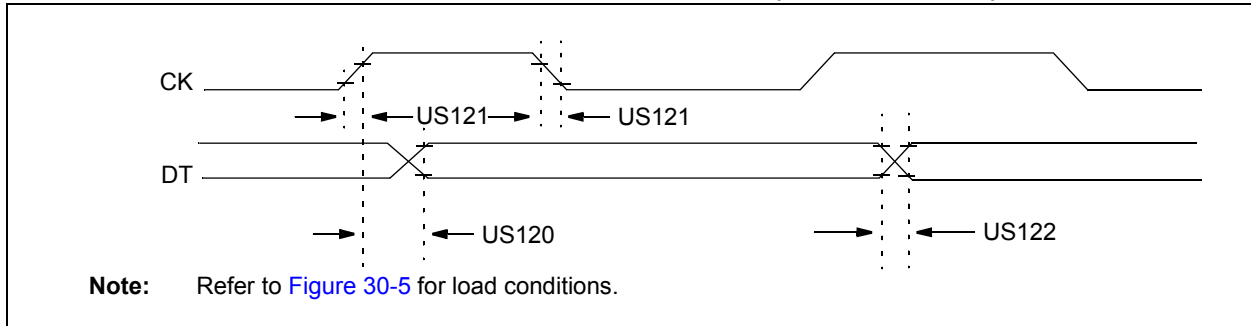 CK
US121
US121
DT
US120
US122
Note: Refer to Figure 30-5 for load conditions.